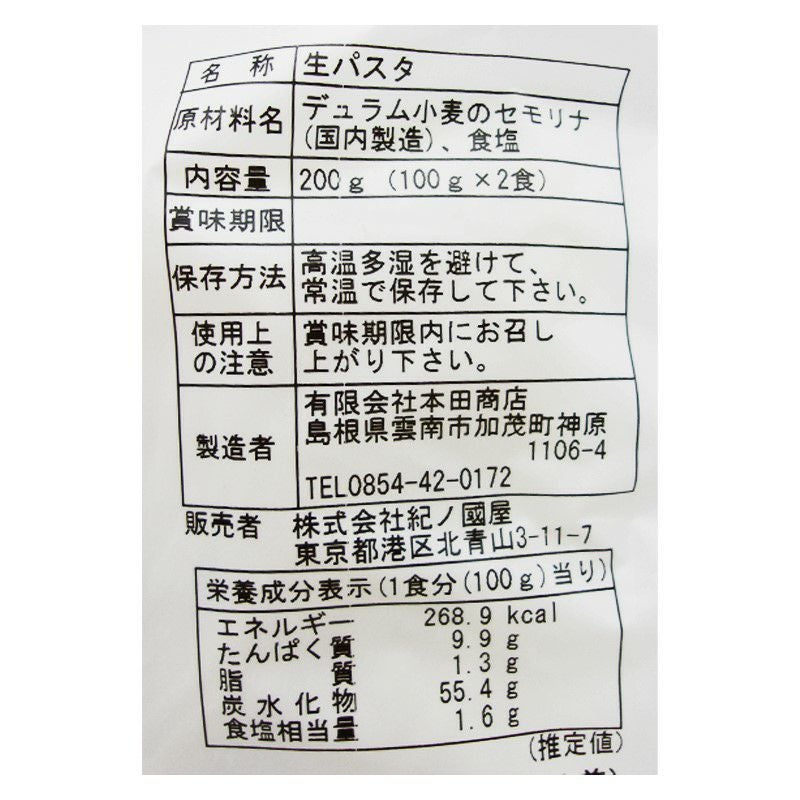 名称 生パスタ
原材料名 デュラム小麦のセモリナ
(国内製造)、食塩
内容量 200g (100g×2食)
賞味期限
保存方法 高温多湿を避けて、
常温で保存して下さい。
使用上
の注意 賞味期限内にお召し
上がり下さい。
製造者 有限会社本田商店
島根県雲南市加茂町神原
1106-4
TEL0854-42-0172
販売者 株式会社紀ノ國屋
東京都港区北青山3-11-7
栄養成分表示(1食分(100g)当り)
エネルギー 268.9 kcal
たんぱく質 9.9 g
脂質 1.3 g
炭水化物 55.4 g
食塩相当量 1.6 g
(推定値)